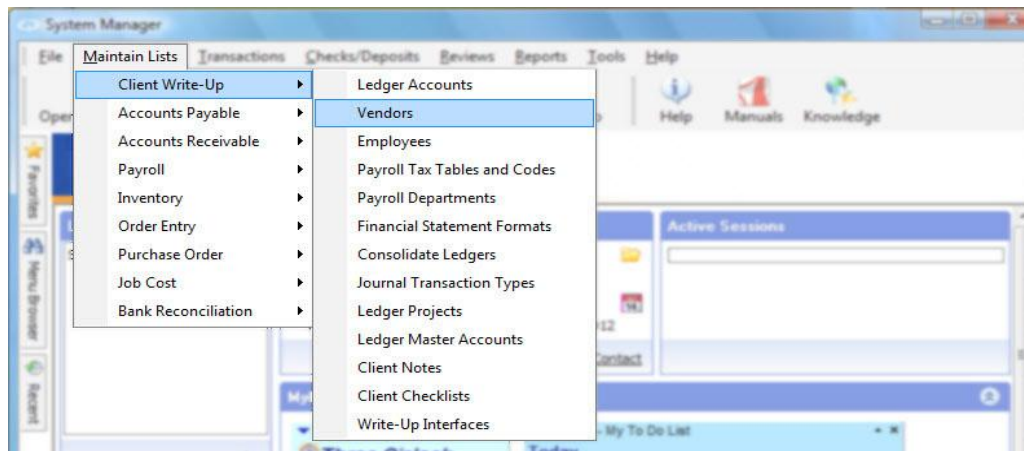 System Manager
File Maintain Lists Transactions Checks/Deposits Reviews Reports Tools Help
Client Write-Up
Accounts Payable
Accounts Receivable
Payroll
Inventory
Order Entry
Purchase Order
Job Cost
Bank Reconciliation
Ledger Accounts
Vendors
Employees
Payroll Tax Tables and Codes
Payroll Departments
Financial Statement Formats
Consolidate Ledgers
Journal Transaction Types
Ledger Projects
Ledger Master Accounts
Client Notes
Client Checklists
Write-Up Interfaces
Help Manuals Knowledge
Favorites
Menu Browser
Recent
Active Sessions
Contact
- My To Do List
Today